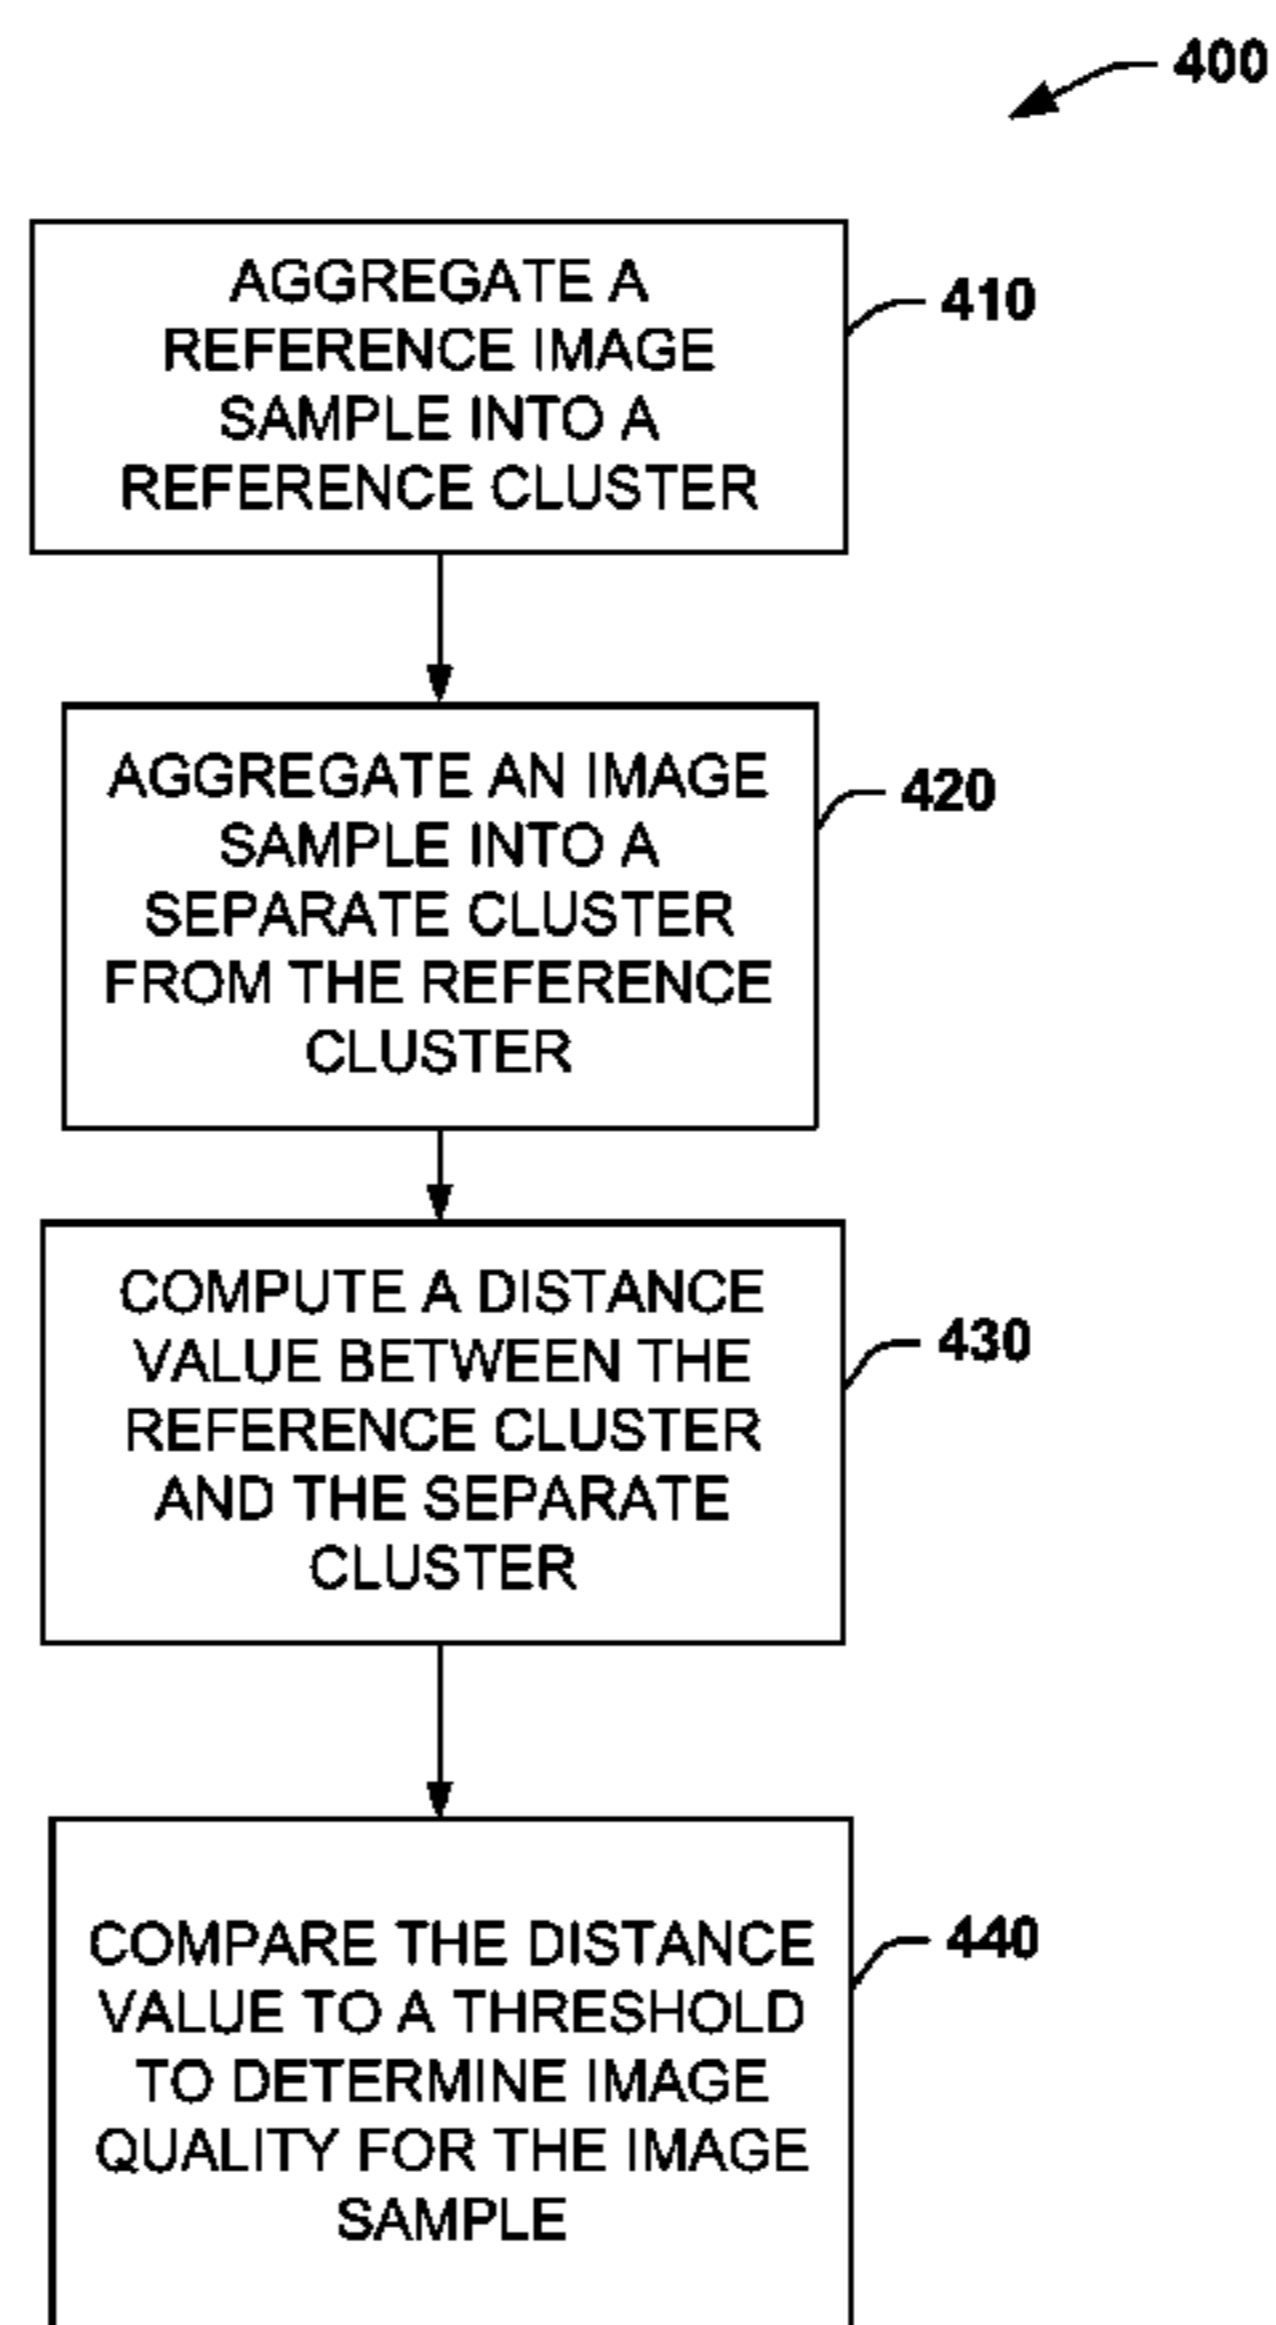 400
AGGREGATE A
REFERENCE IMAGE
SAMPLE INTO A
REFERENCE CLUSTER
410
AGGREGATE AN IMAGE
SAMPLE INTO A
SEPARATE CLUSTER
FROM THE REFERENCE
CLUSTER
420
COMPUTE A DISTANCE
VALUE BETWEEN THE
REFERENCE CLUSTER
AND THE SEPARATE
CLUSTER
430
COMPARE THE DISTANCE
VALUE TO A THRESHOLD
TO DETERMINE IMAGE
QUALITY FOR THE IMAGE
SAMPLE
440